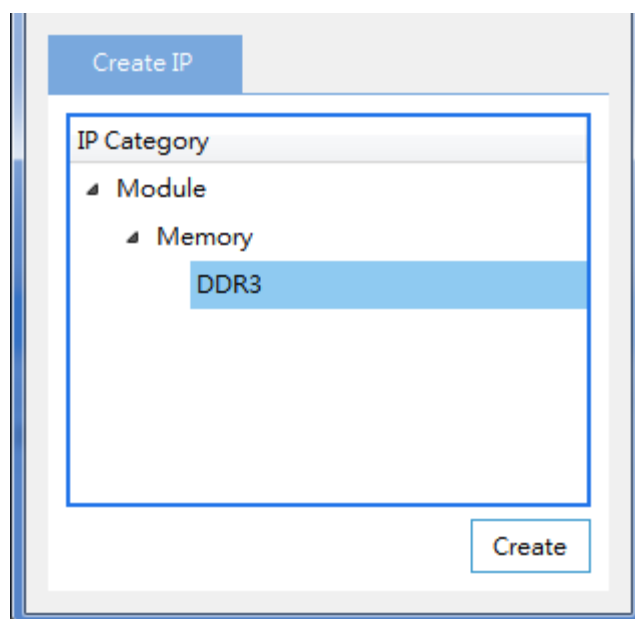 Create IP
IP Category
Module
Memory
DDR3
Create